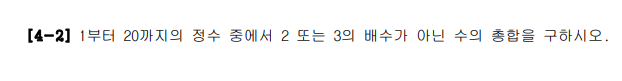 [4-2] 1부터 20까지의 정수 중에서 2 또는 3의 배수가 아닌 수의 총합을 구하시오.